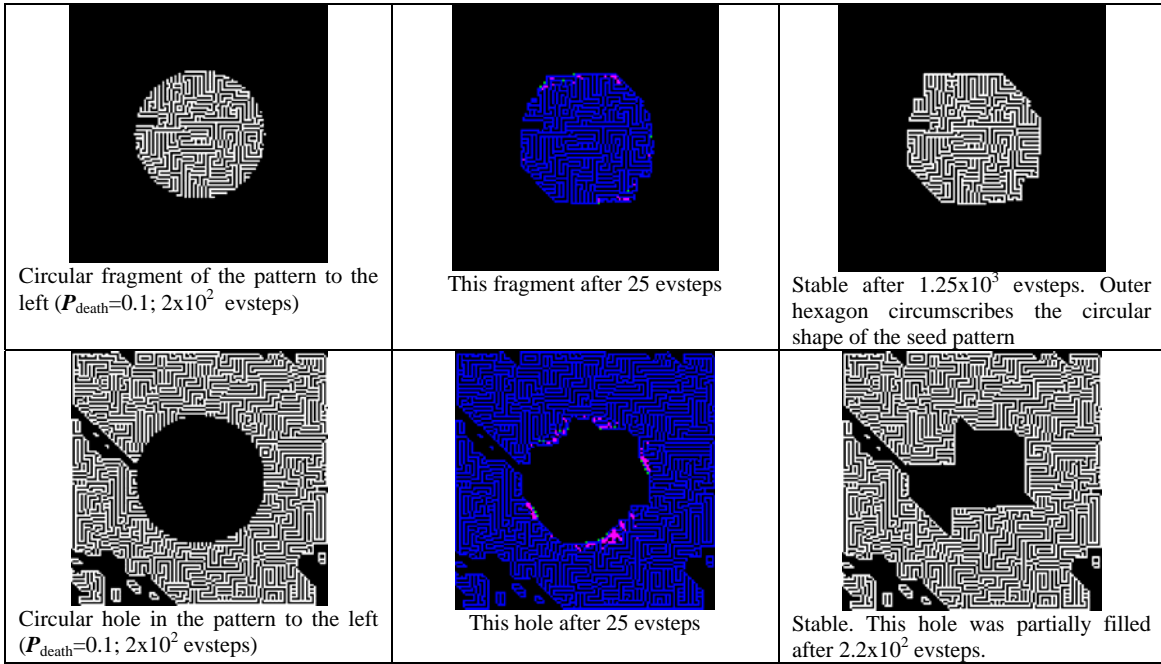 Circular fragment of the pattern to the
left (P_death=0.1; 2x10^2 evsteps)
This fragment after 25 evsteps
Stable after 1.25x10^3 evsteps. Outer
hexagon circumscribes the circular
shape of the seed pattern
Circular hole in the pattern to the left
(P_death=0.1; 2x10^2 evsteps)
This hole after 25 evsteps
Stable. This hole was partially filled
after 2.2x10^2 evsteps.